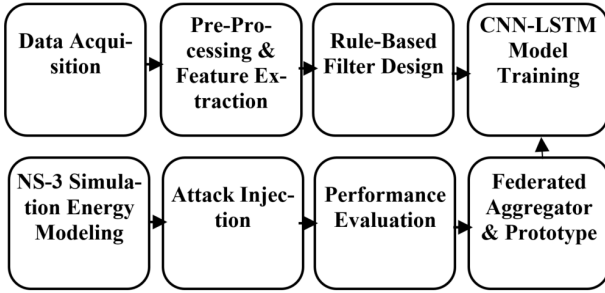 Data Acqui-
sition
Pre-Pro-
cessing &
Feature Ex-
traction
Rule-Based
Filter Design
CNN-LSTM
Model
Training
NS-3 Simula-
tion Energy
Modeling
Attack Injec-
tion
Performance
Evaluation
Federated
Aggregator
& Prototype